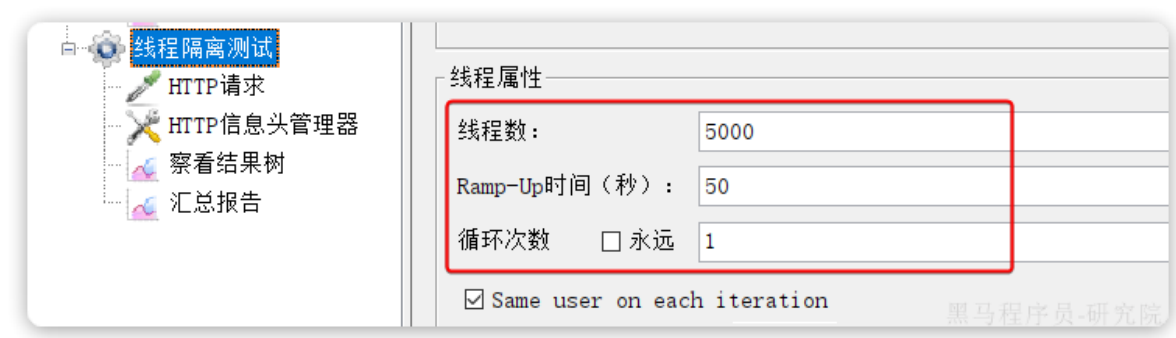 线程隔离测试
HTTP请求
HTTP信息头管理器
察看结果树
汇总报告
线程属性
线程数： 5000
Ramp-Up时间（秒）： 50
循环次数 永远 1
Same user on each iteration
黑马程序员-研究院